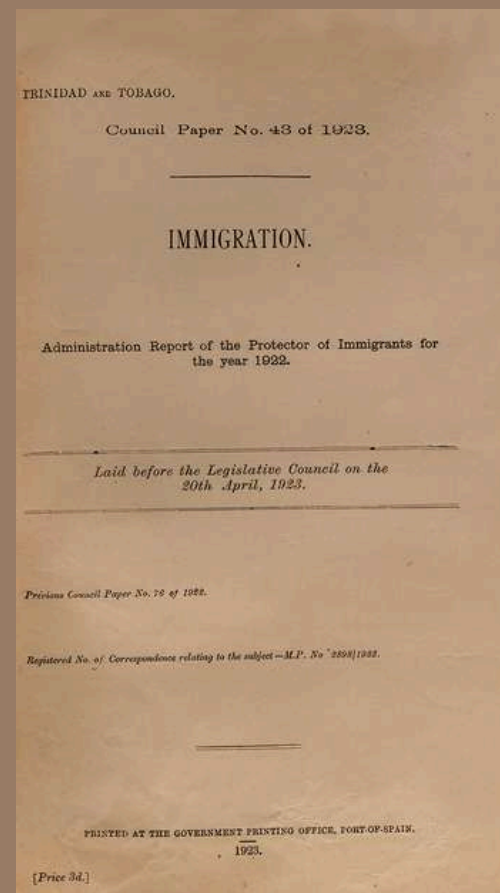 TRINIDAD AND TOBAGO.
Council Paper No. 43 of 1923.
IMMIGRATION.
Administration Report of the Protector of Immigrants for
the year 1922.
Laid before the Legislative Council on the
20th April, 1923.
Previous Council Paper No. 76 of 1922.
Registered No. of Correspondence relating to the subject—M.P. No
PRINTED AT THE GOVERNMENT PRINTING OFFICE, PORT-OF-SPAIN.
1923.
[Price 3d.]